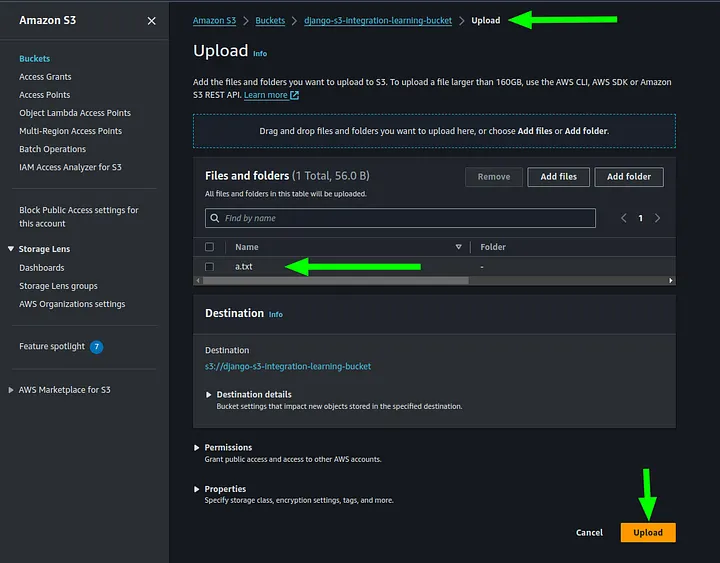 Amazon S3
Buckets
Access Grants
Access Points
Object Lambda Access Points
Multi-Region Access Points
Batch Operations
IAM Access Analyzer for S3
Block Public Access settings for
this account
Storage Lens
Dashboards
Storage Lens groups
AWS Organizations settings
Feature spotlight 7
AWS Marketplace for S3
Amazon S3 > Buckets > django-s3-integration-learning-bucket > Upload
Upload Info
Add the files and folders you want to upload to S3. To upload a file larger than 160GB, use the AWS CLI, AWS SDK or Amazon
S3 REST API. Learn more
Drag and drop files and folders you want to upload here, or choose Add files or Add folder.
Files and folders (1 Total, 56.0 B)
All files and folders in this table will be uploaded.
Remove
Add files
Add folder
Find by name
1
Name Folder
a.txt -
Destination Info
Destination
s3://django-s3-integration-learning-bucket
Destination details
Bucket settings that impact new objects stored in the specified destination.
Permissions
Grant public access and access to other AWS accounts.
Properties
Specify storage class, encryption settings, tags, and more.
Cancel Upload